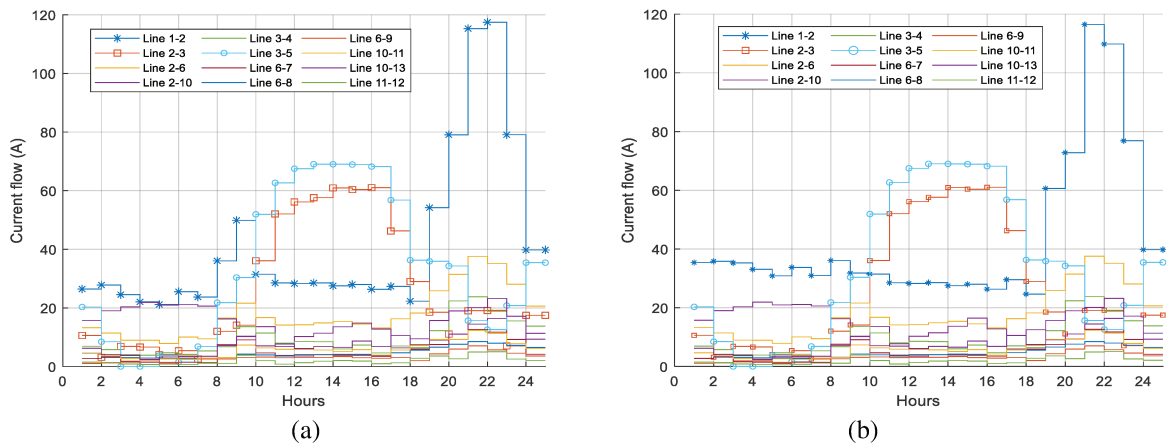 120
100
80
60
40
20
0
Current flow (A)
Line 1-2
Line 2-3
Line 2-6
Line 2-10
Line 3-4
Line 3-5
Line 6-7
Line 6-8
Line 6-9
Line 10-11
Line 10-13
Line 11-12
0 2 4 6 8 10 12 14 16 18 20 22 24
Hours
(a)
120
100
80
60
40
20
0
Current flow (A)
Line 1-2
Line 2-3
Line 2-6
Line 2-10
Line 3-4
Line 3-5
Line 6-7
Line 6-8
Line 6-9
Line 10-11
Line 10-13
Line 11-12
0 2 4 6 8 10 12 14 16 18 20 22 24
Hours
(b)